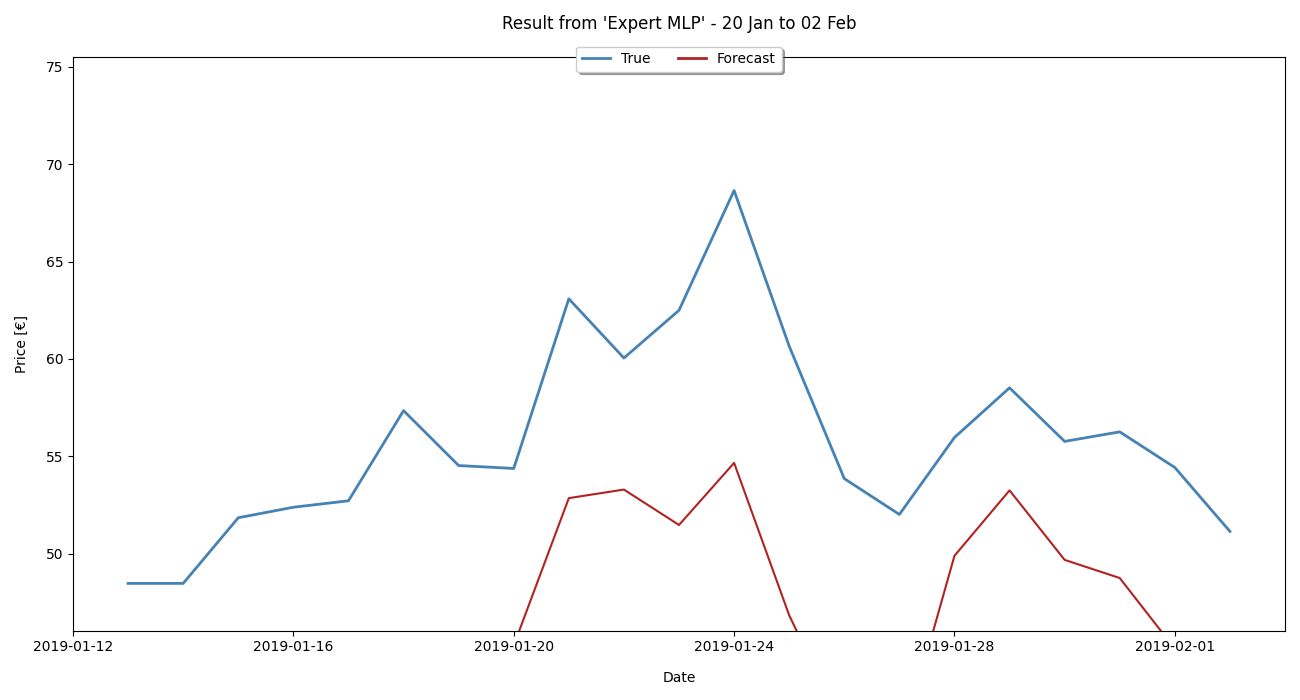 Result from 'Expert MLP' - 20 Jan to 02 Feb
True Forecast
75
70
65
60
55
50
Price [€]
2019-01-12 2019-01-16 2019-01-20 2019-01-24 2019-01-28 2019-02-01
Date